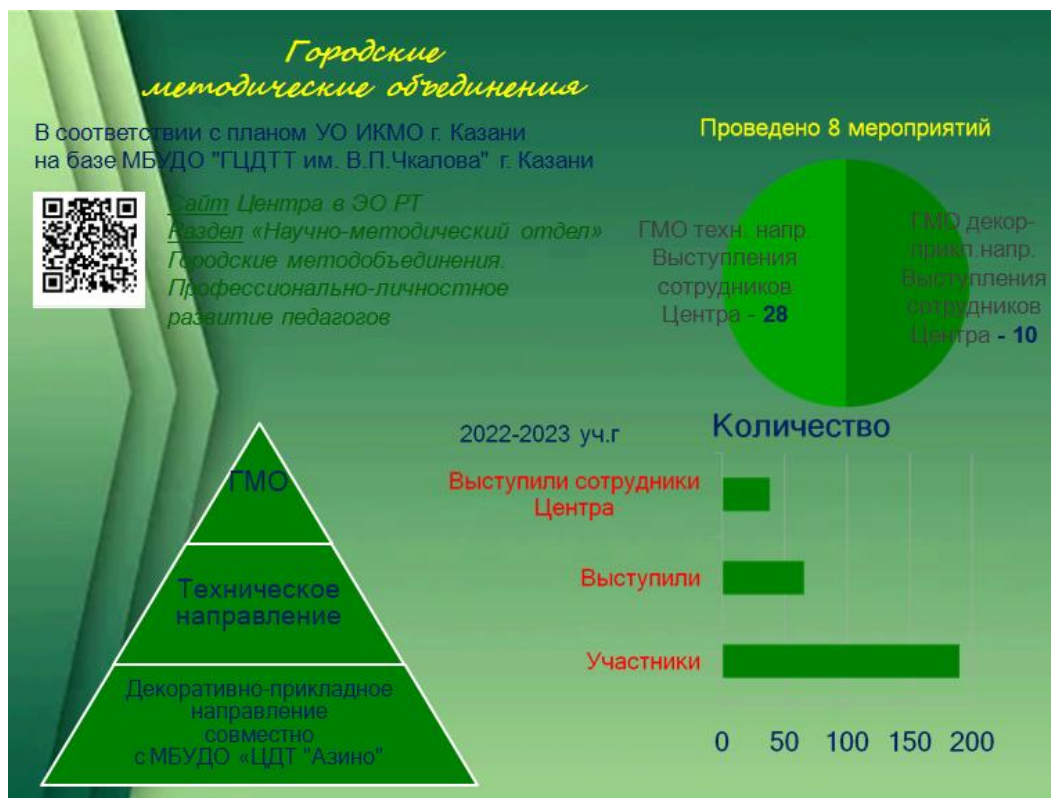 Городские
методические объединения
В соответствии с планом УО ИКМО г. Казани
на базе МБУДО "ГЦДТТ им. В.П.Чкалова" г. Казани
Сайт Центра в ЭО РТ
Раздел «Научно-методический отдел»
Городские методобъединения.
Профессионально-личностное
развитие педагогов
Проведено 8 мероприятий
ГМО техн. напр.
Выступления
сотрудников
Центра - 28
ГМО декор-
прикл.напр.
Выступления
сотрудников
Центра - 10
ГМО
Техническое
направление
Декоративно-прикладное
направление
совместно
с МБУДО «ЦДТ "Азино"
2022-2023 уч.г
Количество
Выступили сотрудники
Центра
Выступили
Участники
0 50 100 150 200